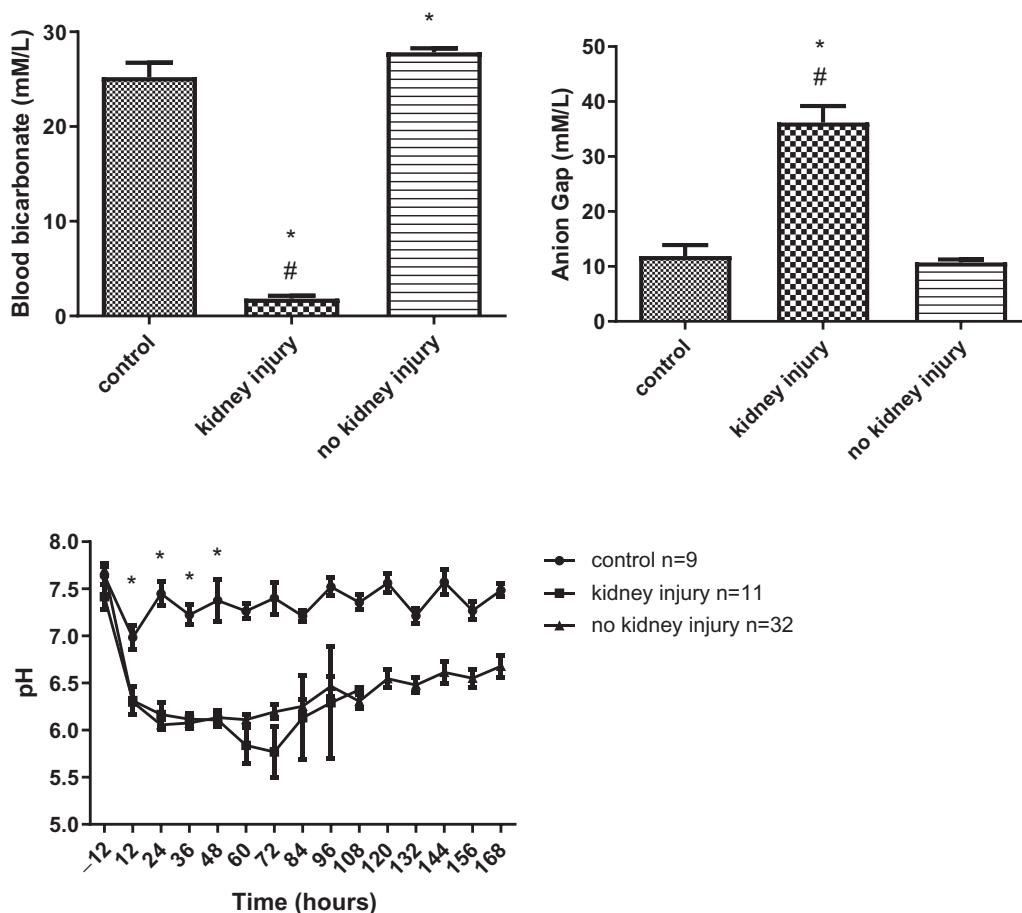 30
20
10
0
Blood bicarbonate (mM/L)
*
*
#
control
kidney injury
no kidney injury
50
40
30
20
10
0
Anion Gap (mM/L)
*
#
control
kidney injury
no kidney injury
8.0
7.5
7.0
6.5
6.0
5.5
5.0
pH
* * * *
−12 12 24 36 48 60 72 84 96 108 120 132 144 156 168
Time (hours)
control n=9
kidney injury n=11
no kidney injury n=32